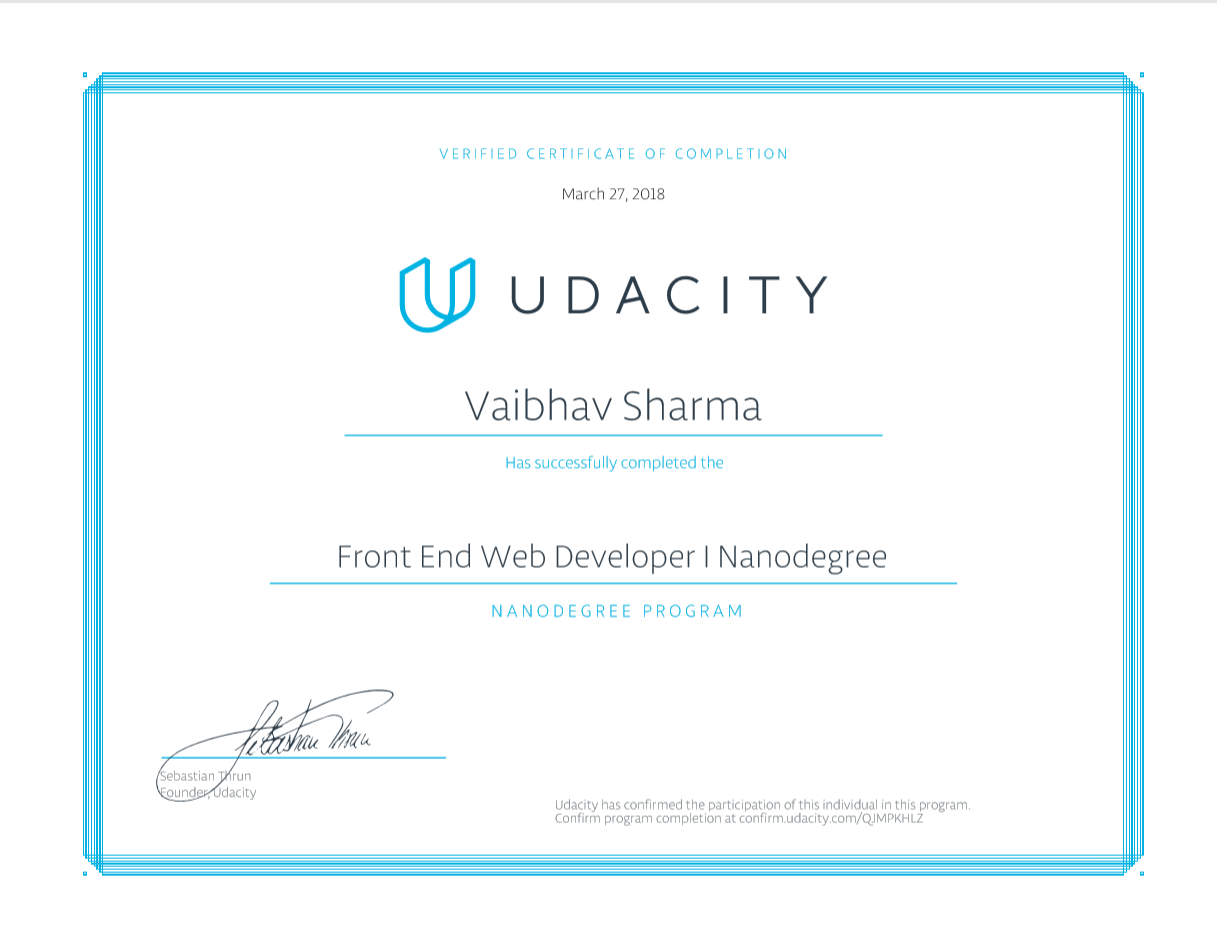 VERIFIED CERTIFICATE OF COMPLETION
March 27, 2018
UDACITY
Vaibhav Sharma
Has successfully completed the
Front End Web Developer I Nanodegree
NANODEGREE PROGRAM
Sebastian Thrun
Sebastian Thrun
Founder, Udacity
Udacity has confirmed the participation of this individual in this program.
Confirm program completion at confirm.udacity.com/QJMPKHLZ